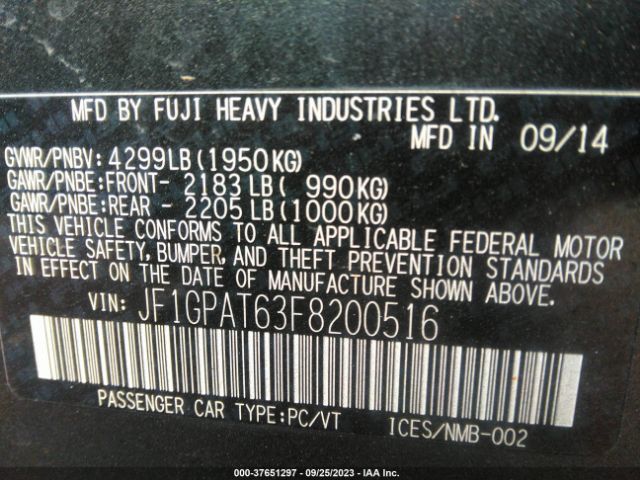 MFD BY FUJI HEAVY INDUSTRIES LTD.
MFD IN 09/14
GVWR/PNBV: 4299LB (1950KG)
GAWR/PNBE:FRONT- 2183 LB ( 990KG)
GAWR/PNBE:REAR - 2205 LB (1000KG)
THIS VEHICLE CONFORMS TO ALL APPLICABLE FEDERAL MOTOR
VEHICLE SAFETY, BUMPER, AND THEFT PREVENTION STANDARDS
IN EFFECT ON THE DATE OF MANUFACTURE SHOWN ABOVE.
VIN: JF1GPAT63F8200516
PASSENGER CAR TYPE:PC/VT ICES/NMB-002
000-37651297 - 09/25/2023 - IAA Inc.